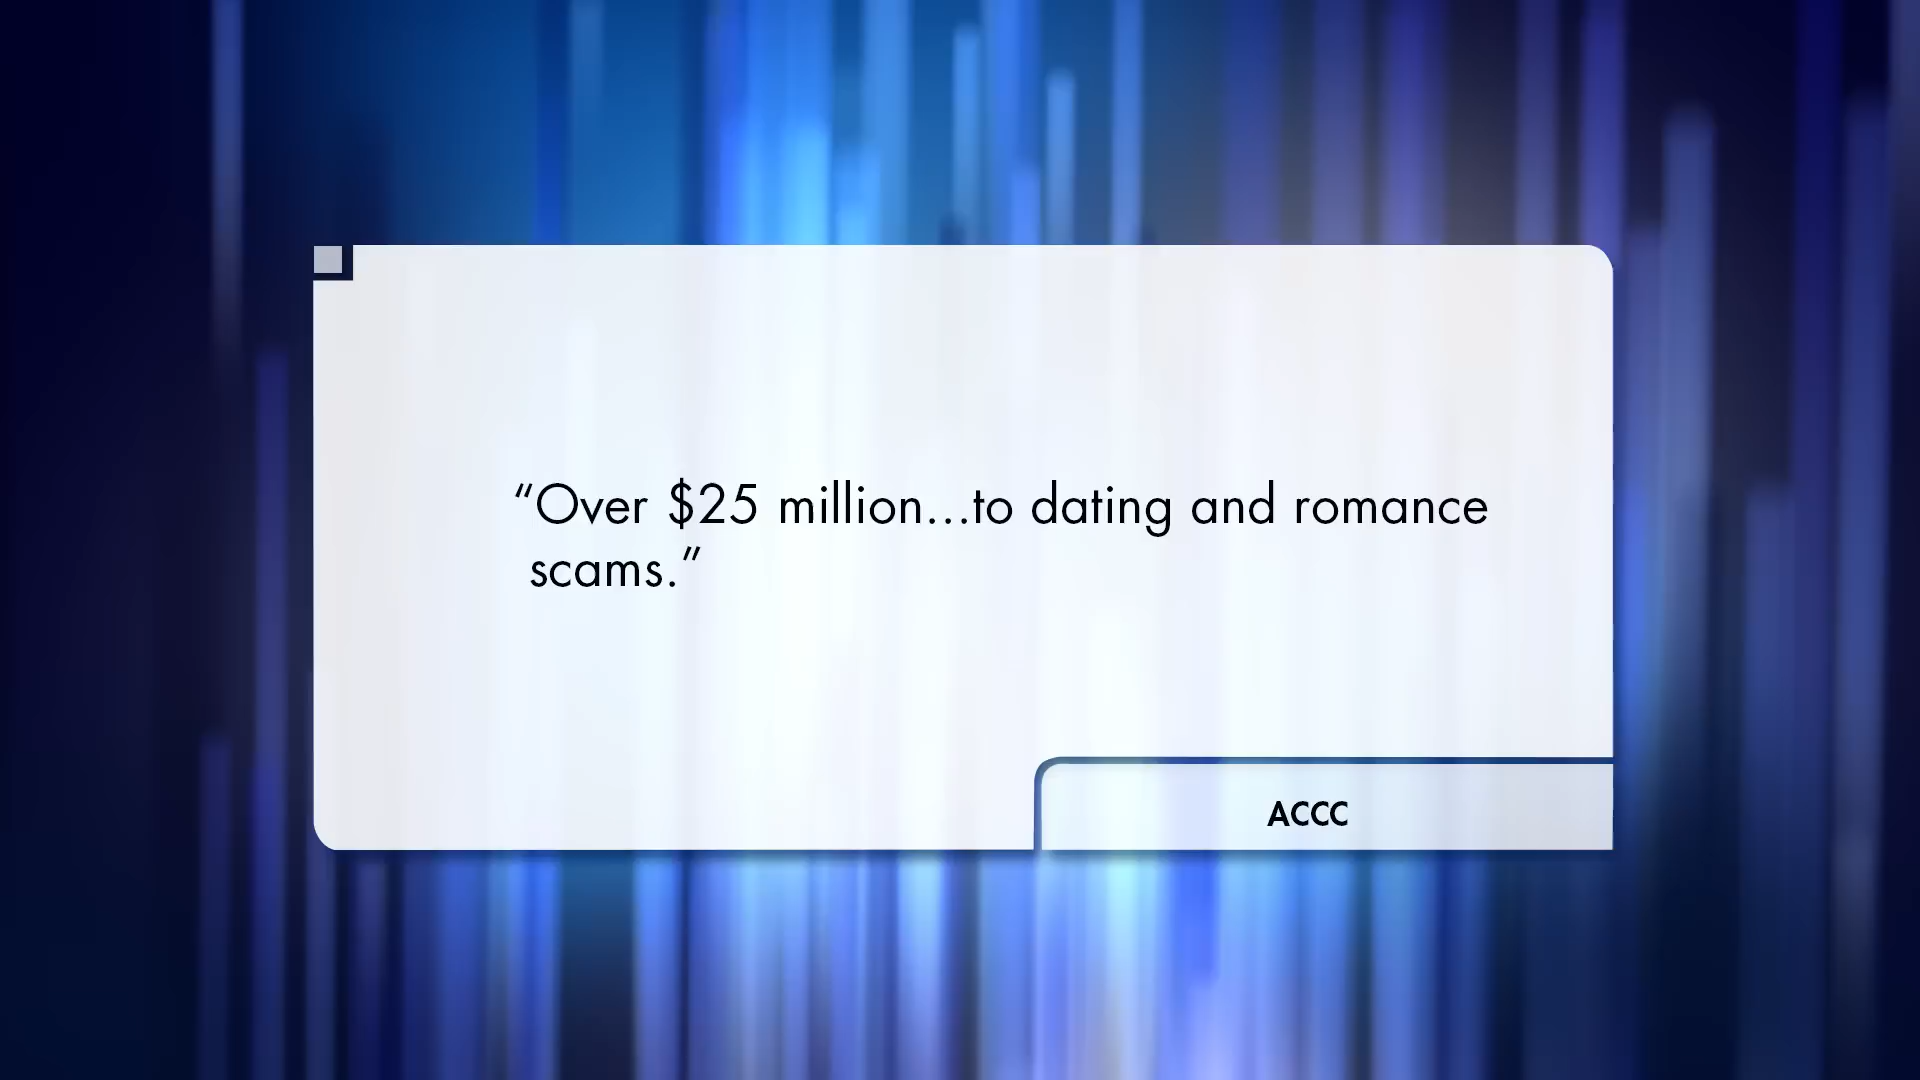 “Over $25 million...to dating and romance
scams.”
ACCC